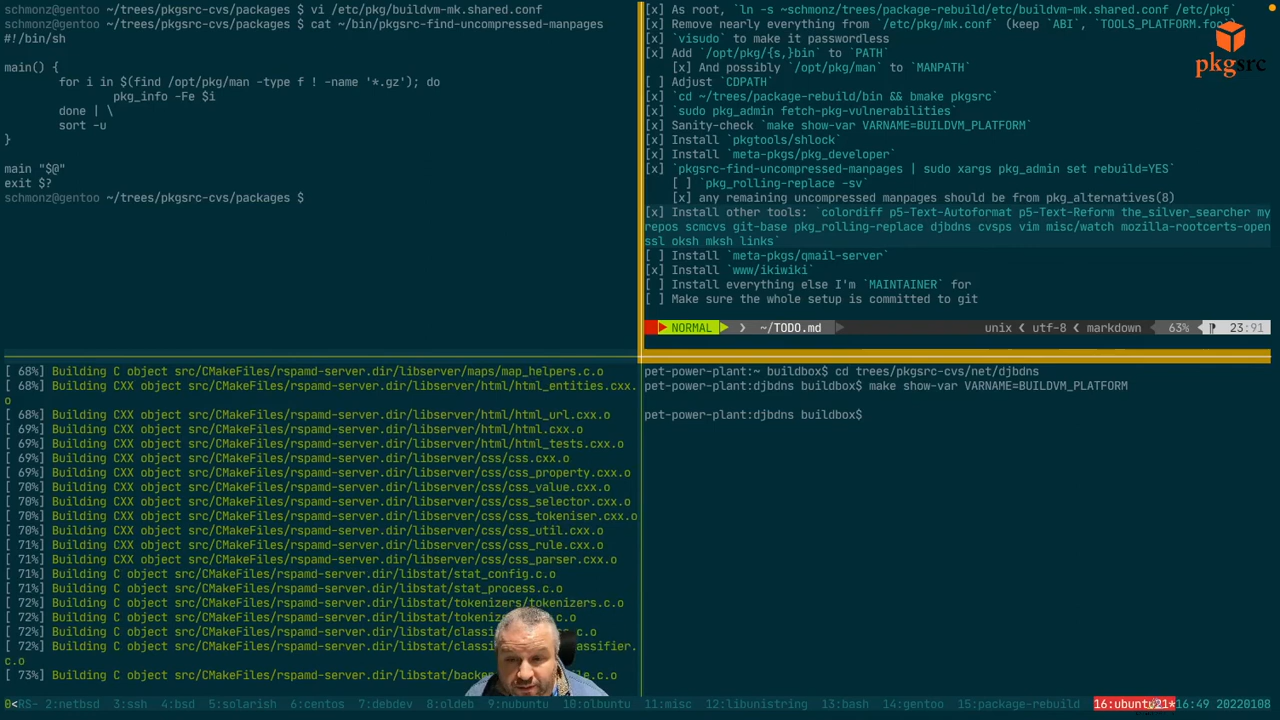 schmonz@gentoo ~/trees/pkgsrc-cvs/packages $ vi /etc/pkg/buildvm-mk.shared.conf
schmonz@gentoo ~/trees/pkgsrc-cvs/packages $ cat ~/bin/pkgsrc-find-uncompressed-manpages
#!/bin/sh
main() {
for i in $(find /opt/pkg/man -type f ! -name '*.gz'); do
pkg_info -Fe $i
done | \
sort -u
}
main "$@"
exit $?
schmonz@gentoo ~/trees/pkgsrc-cvs/packages $
[x] As root, `ln -s ~schmonz/trees/package-rebuild/etc/buildvm-mk.shared.conf /etc/pkg`
[x] Remove nearly everything from `/etc/pkg/mk.conf` (keep `ABI`, `TOOLS_PLATFORM.foo`
[x] `visudo` to make it passwordless
[x] Add `/opt/pkg/{s,}bin` to `PATH`
[x] And possibly `/opt/pkg/man` to `MANPATH`
[ ] Adjust `CDPATH`
[x] `cd ~/trees/package-rebuild/bin && bmake pkgsrc`
[x] `sudo pkg_admin fetch-pkg-vulnerabilities`
[x] Sanity-check `make show-var VARNAME=BUILDVM_PLATFORM`
[x] Install `pkgtools/shlock`
[x] Install `meta-pkgs/pkg_developer`
[x] `pkgsrc-find-uncompressed-manpages | sudo xargs pkg_admin set rebuild=YES`
[ ] `pkg_rolling-replace -sv`
[x] any remaining uncompressed manpages should be from pkg_alternatives(8)
[x] Install other tools: `colordiff p5-Text-Autoformat p5-Text-Reform the_silver_searcher my
repos scmcvs git-base pkg_rolling-replace djbdns cvsps vim misc/watch mozilla-rootcerts-open
ssl oksh mksh links`
[ ] Install `meta-pkgs/qmail-server`
[x] Install `www/ikiwiki`
[ ] Install everything else I'm `MAINTAINER` for
[ ] Make sure the whole setup is committed to git
NORMAL ~/TODO.md unix ❮ utf-8 ❮ markdown 63% 23:91
pkgsrc
[ 68%] Building C object src/CMakeFiles/rspamd-server.dir/libserver/maps/map_helpers.c.o
[ 68%] Building CXX object src/CMakeFiles/rspamd-server.dir/libserver/html/html_entities.cxx.
o
[ 68%] Building CXX object src/CMakeFiles/rspamd-server.dir/libserver/html/html_url.cxx.o
[ 69%] Building CXX object src/CMakeFiles/rspamd-server.dir/libserver/html/html.cxx.o
[ 69%] Building CXX object src/CMakeFiles/rspamd-server.dir/libserver/html/html_tests.cxx.o
[ 69%] Building CXX object src/CMakeFiles/rspamd-server.dir/libserver/css/css.cxx.o
[ 69%] Building CXX object src/CMakeFiles/rspamd-server.dir/libserver/css/css_property.cxx.o
[ 70%] Building CXX object src/CMakeFiles/rspamd-server.dir/libserver/css/css_value.cxx.o
[ 70%] Building CXX object src/CMakeFiles/rspamd-server.dir/libserver/css/css_selector.cxx.o
[ 70%] Building CXX object src/CMakeFiles/rspamd-server.dir/libserver/css/css_tokeniser.cxx.o
[ 70%] Building CXX object src/CMakeFiles/rspamd-server.dir/libserver/css/css_util.cxx.o
[ 71%] Building CXX object src/CMakeFiles/rspamd-server.dir/libserver/css/css_rule.cxx.o
[ 71%] Building CXX object src/CMakeFiles/rspamd-server.dir/libserver/css/css_parser.cxx.o
[ 71%] Building C object src/CMakeFiles/rspamd-server.dir/libstat/stat_config.c.o
[ 71%] Building C object src/CMakeFiles/rspamd-server.dir/libstat/stat_process.c.o
[ 72%] Building C object src/CMakeFiles/rspamd-server.dir/libstat/tokenizers/tokenizers.c.o
[ 72%] Building C object src/CMakeFiles/rspamd-server.dir/libstat/tokeniz c.o
[ 72%] Building C object src/CMakeFiles/rspamd-server.dir/libstat/classi .c.o
[ 72%] Building C object src/CMakeFiles/rspamd-server.dir/libstat/classi assifier.
c.o
[ 73%] Building C object src/CMakeFiles/rspamd-server.dir/libstat/backe .c.o
pet-power-plant:~ buildbox$ cd trees/pkgsrc-cvs/net/djbdns
pet-power-plant:djbdns buildbox$ make show-var VARNAME=BUILDVM_PLATFORM
pet-power-plant:djbdns buildbox$
0<RS- 2:netbsd 3:ssh 4:bsd 5:solarish 6:centos 7:debdev 8:oldeb 9:nubuntu 10:olbuntu 11:misc 12:libuntuing 13:bash 14:gentoo 15:package-rebuild 16:ubuntu21* 16:49 20220108